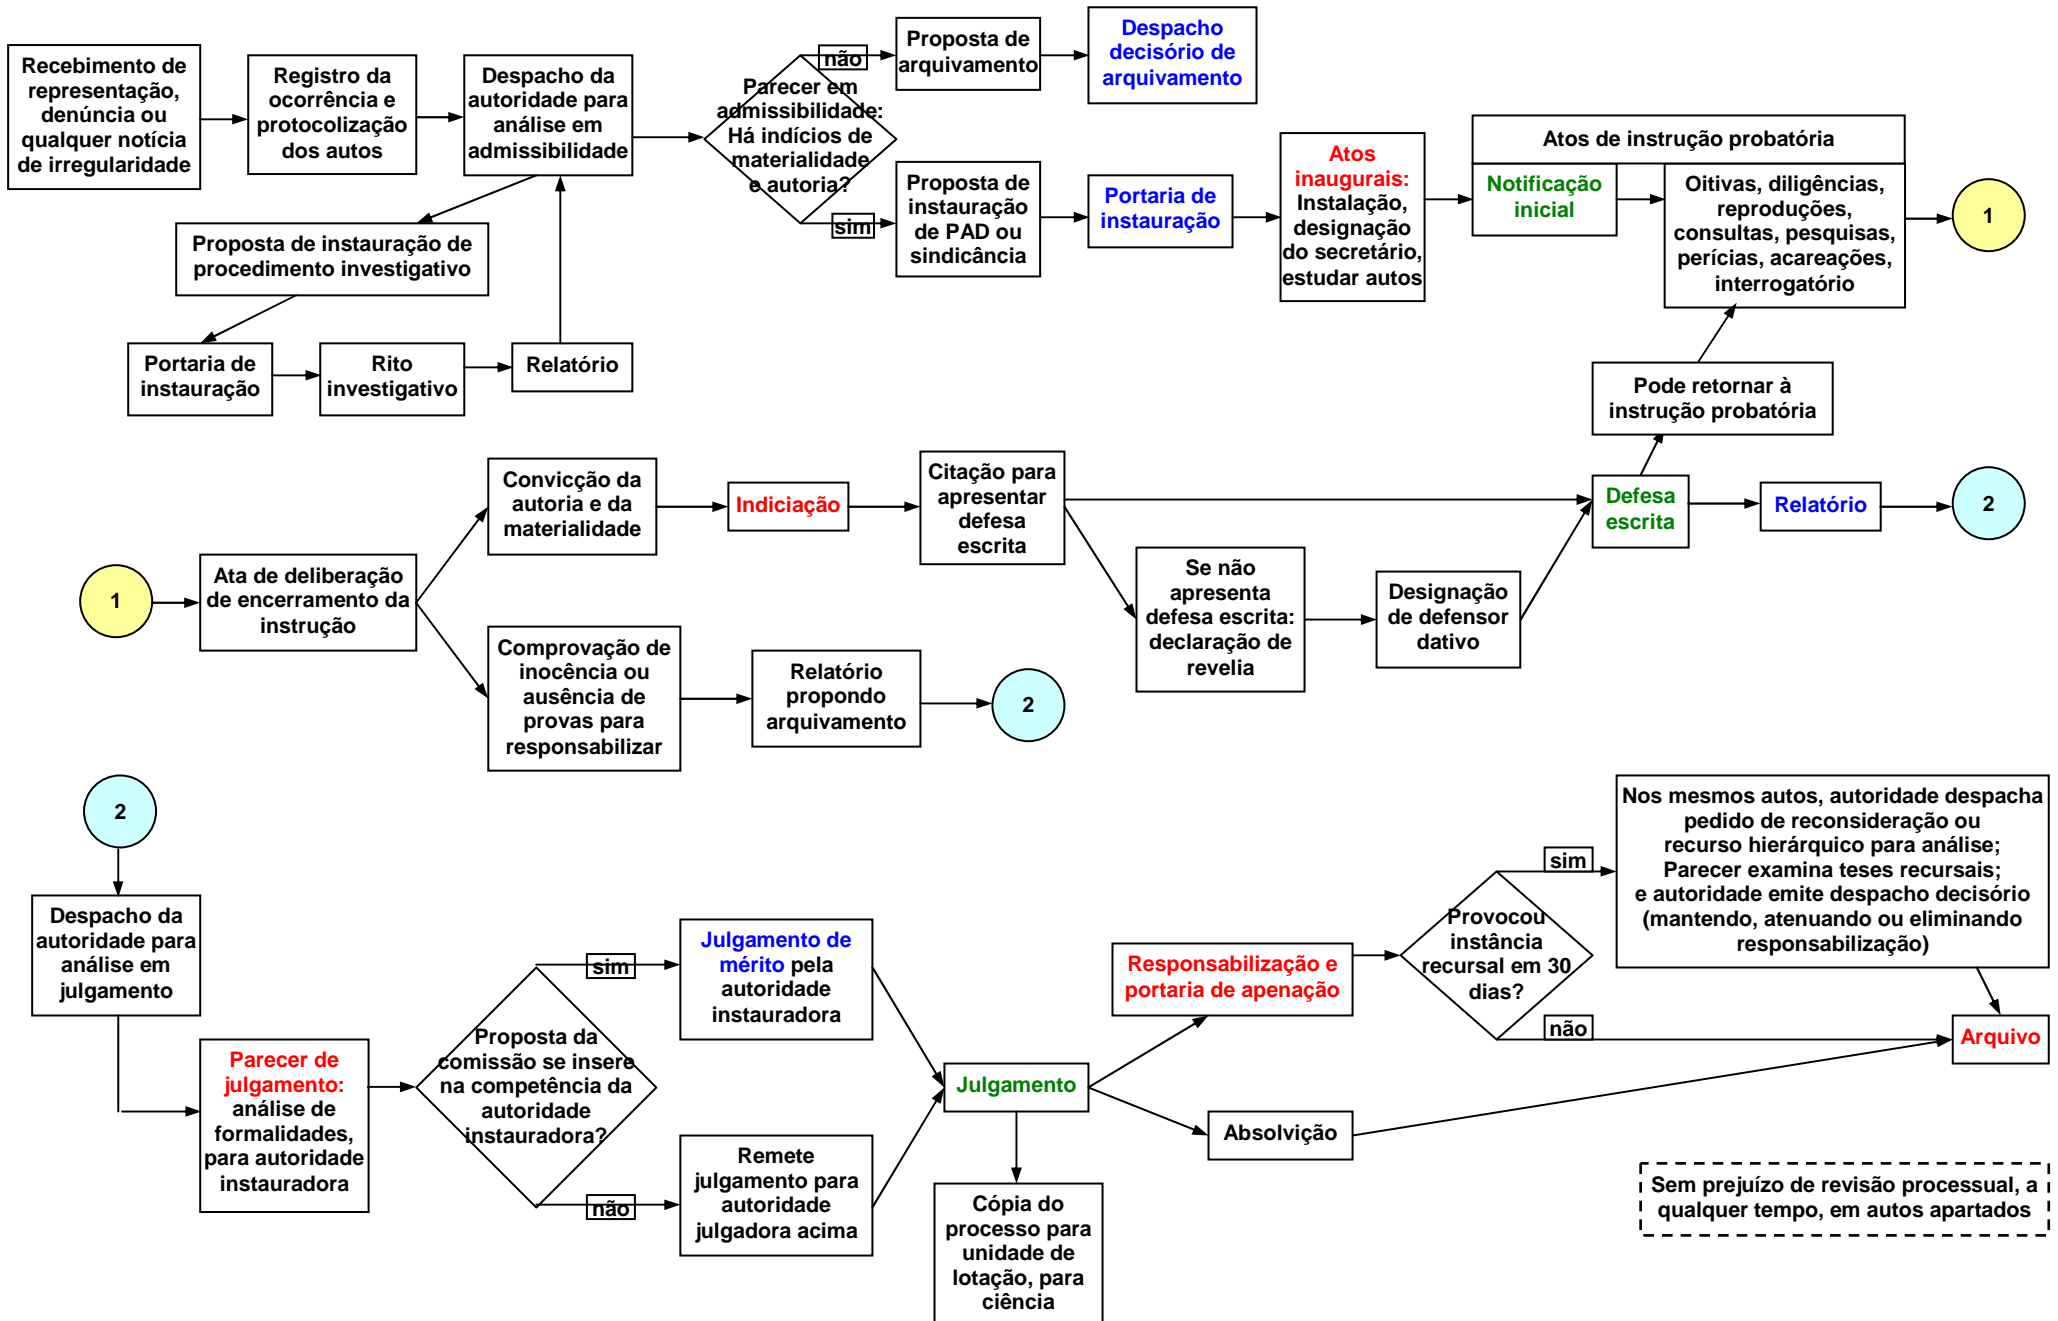 Recebimento de
representação,
denúncia ou
qualquer notícia
de irregularidade
Registro da
ocorrência e
protocolização
dos autos
Despacho da
autoridade para
análise em
admissibilidade
Parecer em
admissibilidade:
Há indícios de
materialidade
e autoria?
não
Proposta de
arquivamento
Despacho
decisório de
arquivamento
sim
Proposta de
instauração
de PAD ou
sindicância
Portaria de
instauração
Atos
inaugurais:
Instalação,
designação
do secretário,
estudar autos
Atos de instrução probatória
Notificação
inicial
Oitivas, diligências,
reproduções,
consultas, pesquisas,
perícias, acareações,
interrogatório
1
Proposta de instauração de
procedimento investigativo
Portaria de
instauração
Rito
investigativo
Relatório
Pode retornar à
instrução probatória
1
Ata de deliberação
de encerramento da
instrução
Convicção da
autoria e da
materialidade
Indiciação
Citação para
apresentar
defesa
escrita
Se não
apresenta
defesa escrita:
declaração de
revelia
Designação
de defensor
dativo
Defesa
escrita
Relatório
2
Comprovação de
inocência ou
ausência de
provas para
responsabilizar
Relatório
propondo
arquivamento
2
2
Despacho da
autoridade para
análise em
julgamento
Parecer de
julgamento:
análise de
formalidades,
para autoridade
instauradora
Proposta da
comissão se insere
na competência da
autoridade
instauradora?
sim
Julgamento de
mérito pela
autoridade
instauradora
não
Remete
julgamento para
autoridade
julgadora acima
Julgamento
Cópia do
processo para
unidade de
lotação, para
ciência
Responsabilização e
portaria de apenação
Absolvição
Provocou
instância
recursal em 30
dias?
sim
Nos mesmos autos, autoridade despacha
pedido de reconsideração ou
recurso hierárquico para análise;
Parecer examina teses recursais;
e autoridade emite despacho decisório
(mantendo, atenuando ou eliminando
responsabilização)
não
Arquivo
Sem prejuízo de revisão processual, a
qualquer tempo, em autos apartados